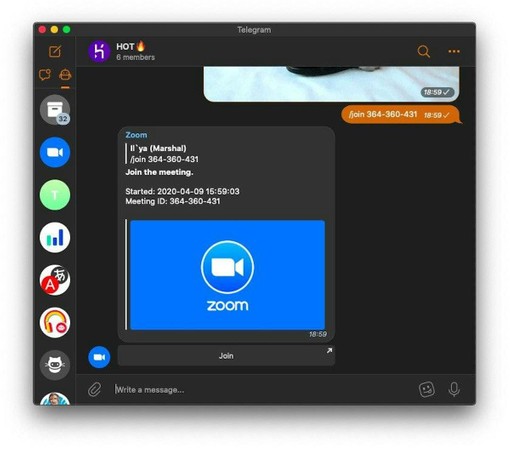 Telegram
HOT🔥
6 members
18:59
/join 364-360-431 18:59
32
Zoom
Il`ya (Marshal)
/join 364-360-431
Join the meeting.
Started: 2020-04-09 15:59:03
Meeting ID: 364-360-431
T
あ
A
zoom
18:59
Join
Write a message...